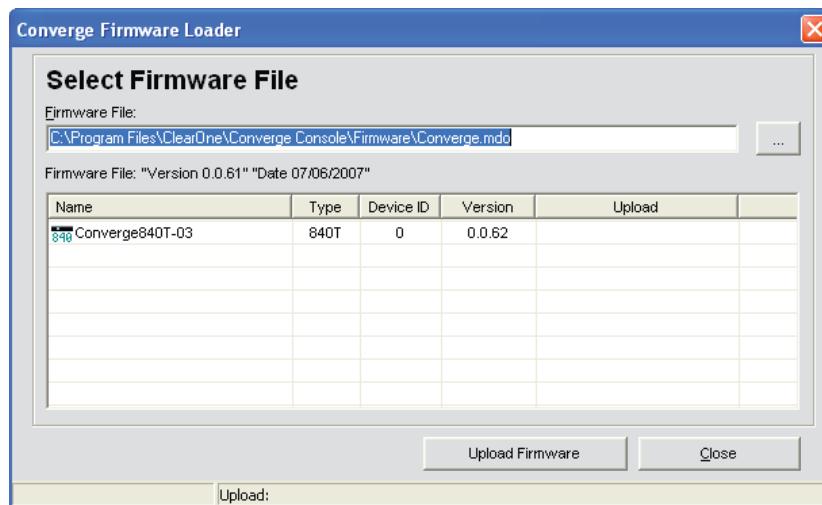 Converge Firmware Loader
Select Firmware File
Firmware File:
C:\Program Files\ClearOne\Converge Console\Firmware\Converge.mdo
...
Firmware File: "Version 0.0.61" "Date 07/06/2007"
Name Type Device ID Version Upload
840 Converge840T-03 840T 0 0.0.62
Upload Firmware Close
Upload: